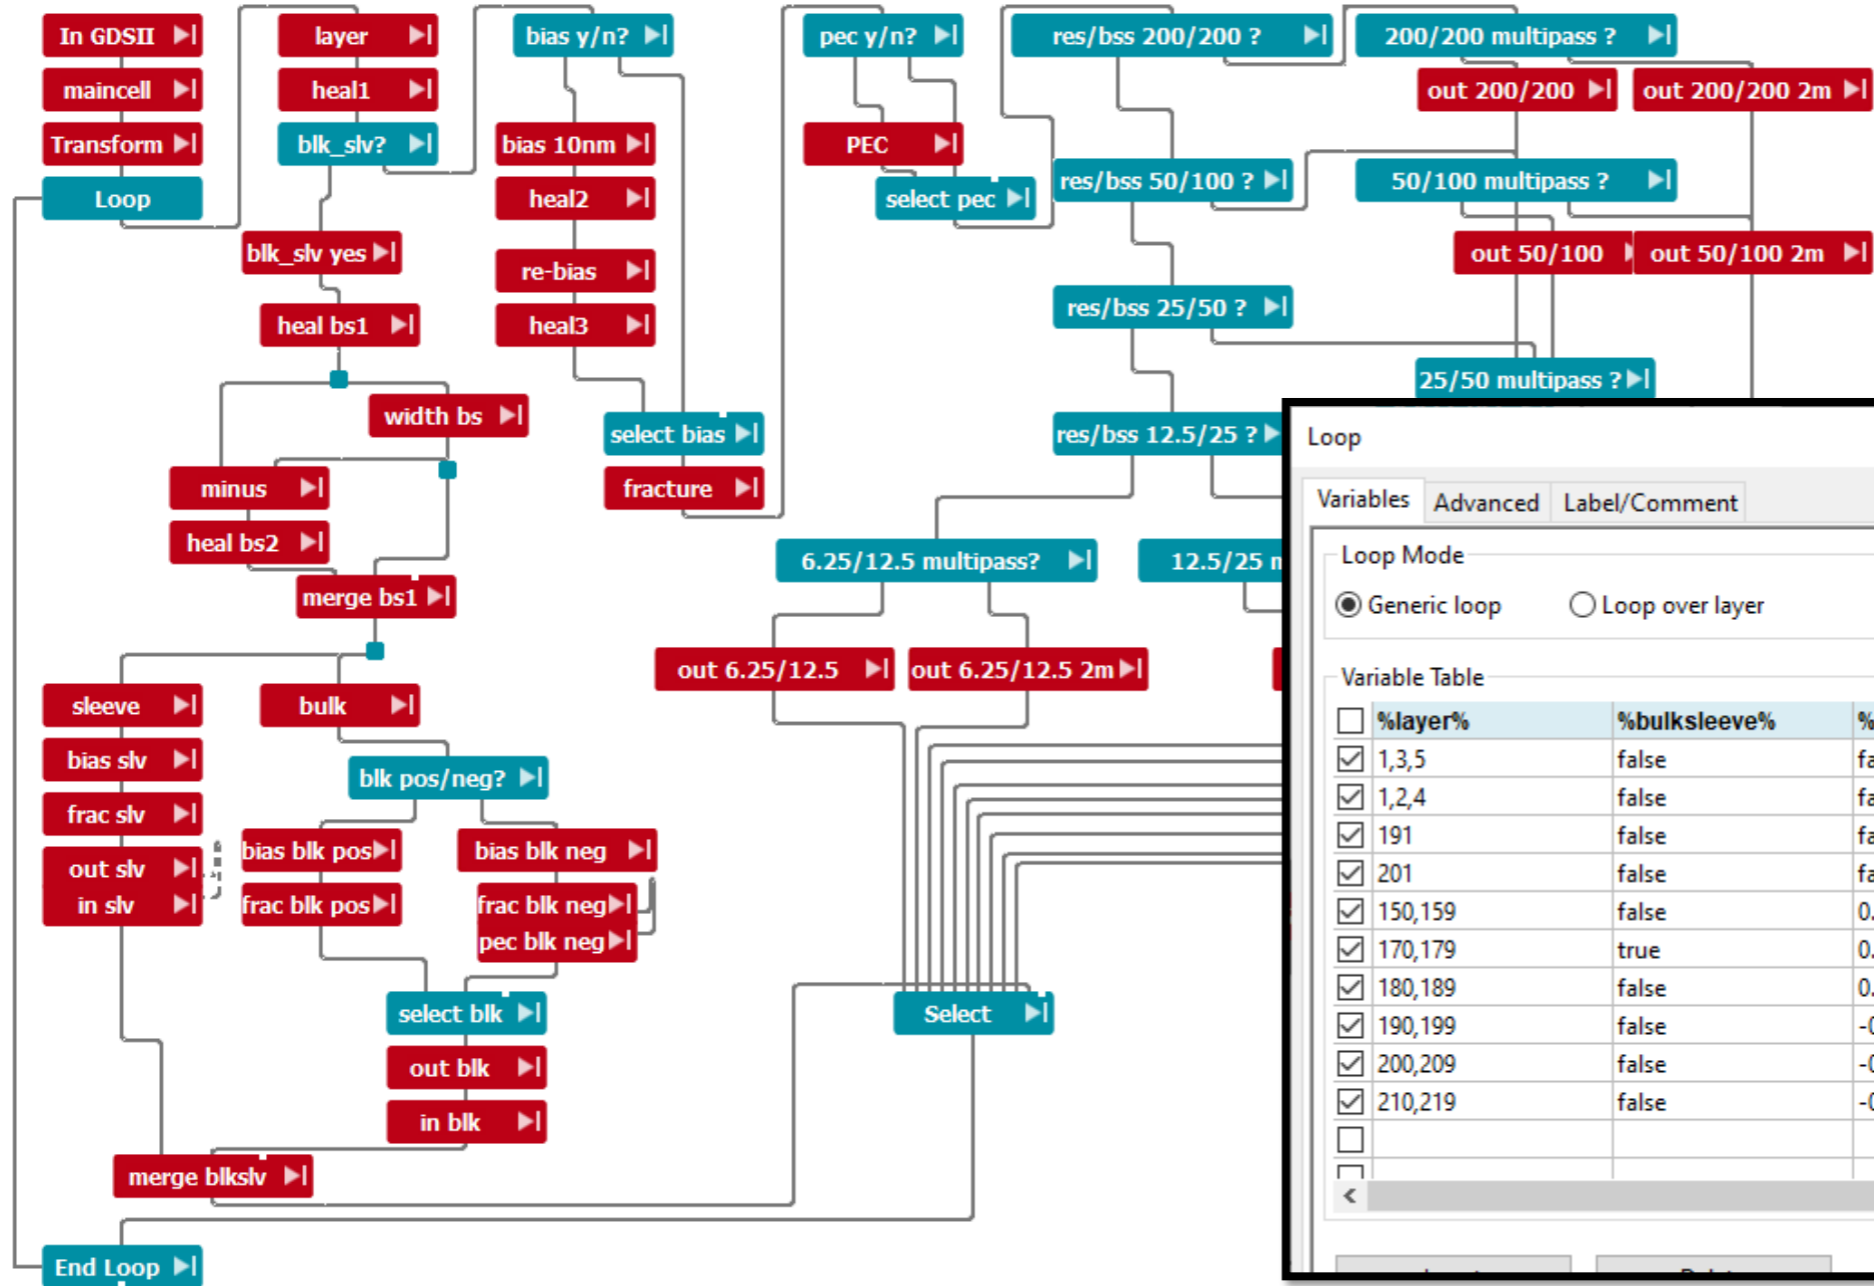 In GDSII
maincell
Transform
Loop
layer
heal1
blk_slv?
blk_slv yes
heal bs1
width bs
minus
heal bs2
merge bs1
sleeve
bias slv
frac slv
out slv
in slv
bulk
blk pos/neg?
bias blk pos
frac blk pos
bias blk neg
frac blk neg
pec blk neg
select blk
out blk
in blk
merge blkslv
End Loop
bias y/n?
bias 10nm
heal2
re-bias
heal3
select bias
fracture
pec y/n?
PEC
select pec
res/bss 200/200 ?
res/bss 50/100 ?
res/bss 25/50 ?
res/bss 12.5/25 ?
200/200 multipass ?
out 200/200
out 200/200 2m
50/100 multipass ?
out 50/100
out 50/100 2m
25/50 multipass ?
6.25/12.5 multipass?
12.5/25
out 6.25/12.5
out 6.25/12.5 2m
Select
Loop
Variables Advanced Label/Comment
Loop Mode
Generic loop Loop over layer
Variable Table
%layer% %bulksleeve% %
1,3,5 false
1,2,4 false
191 false
201 false
150,159 false 0.
170,179 true 0.
180,189 false 0.
190,199 false
200,209 false
210,219 false